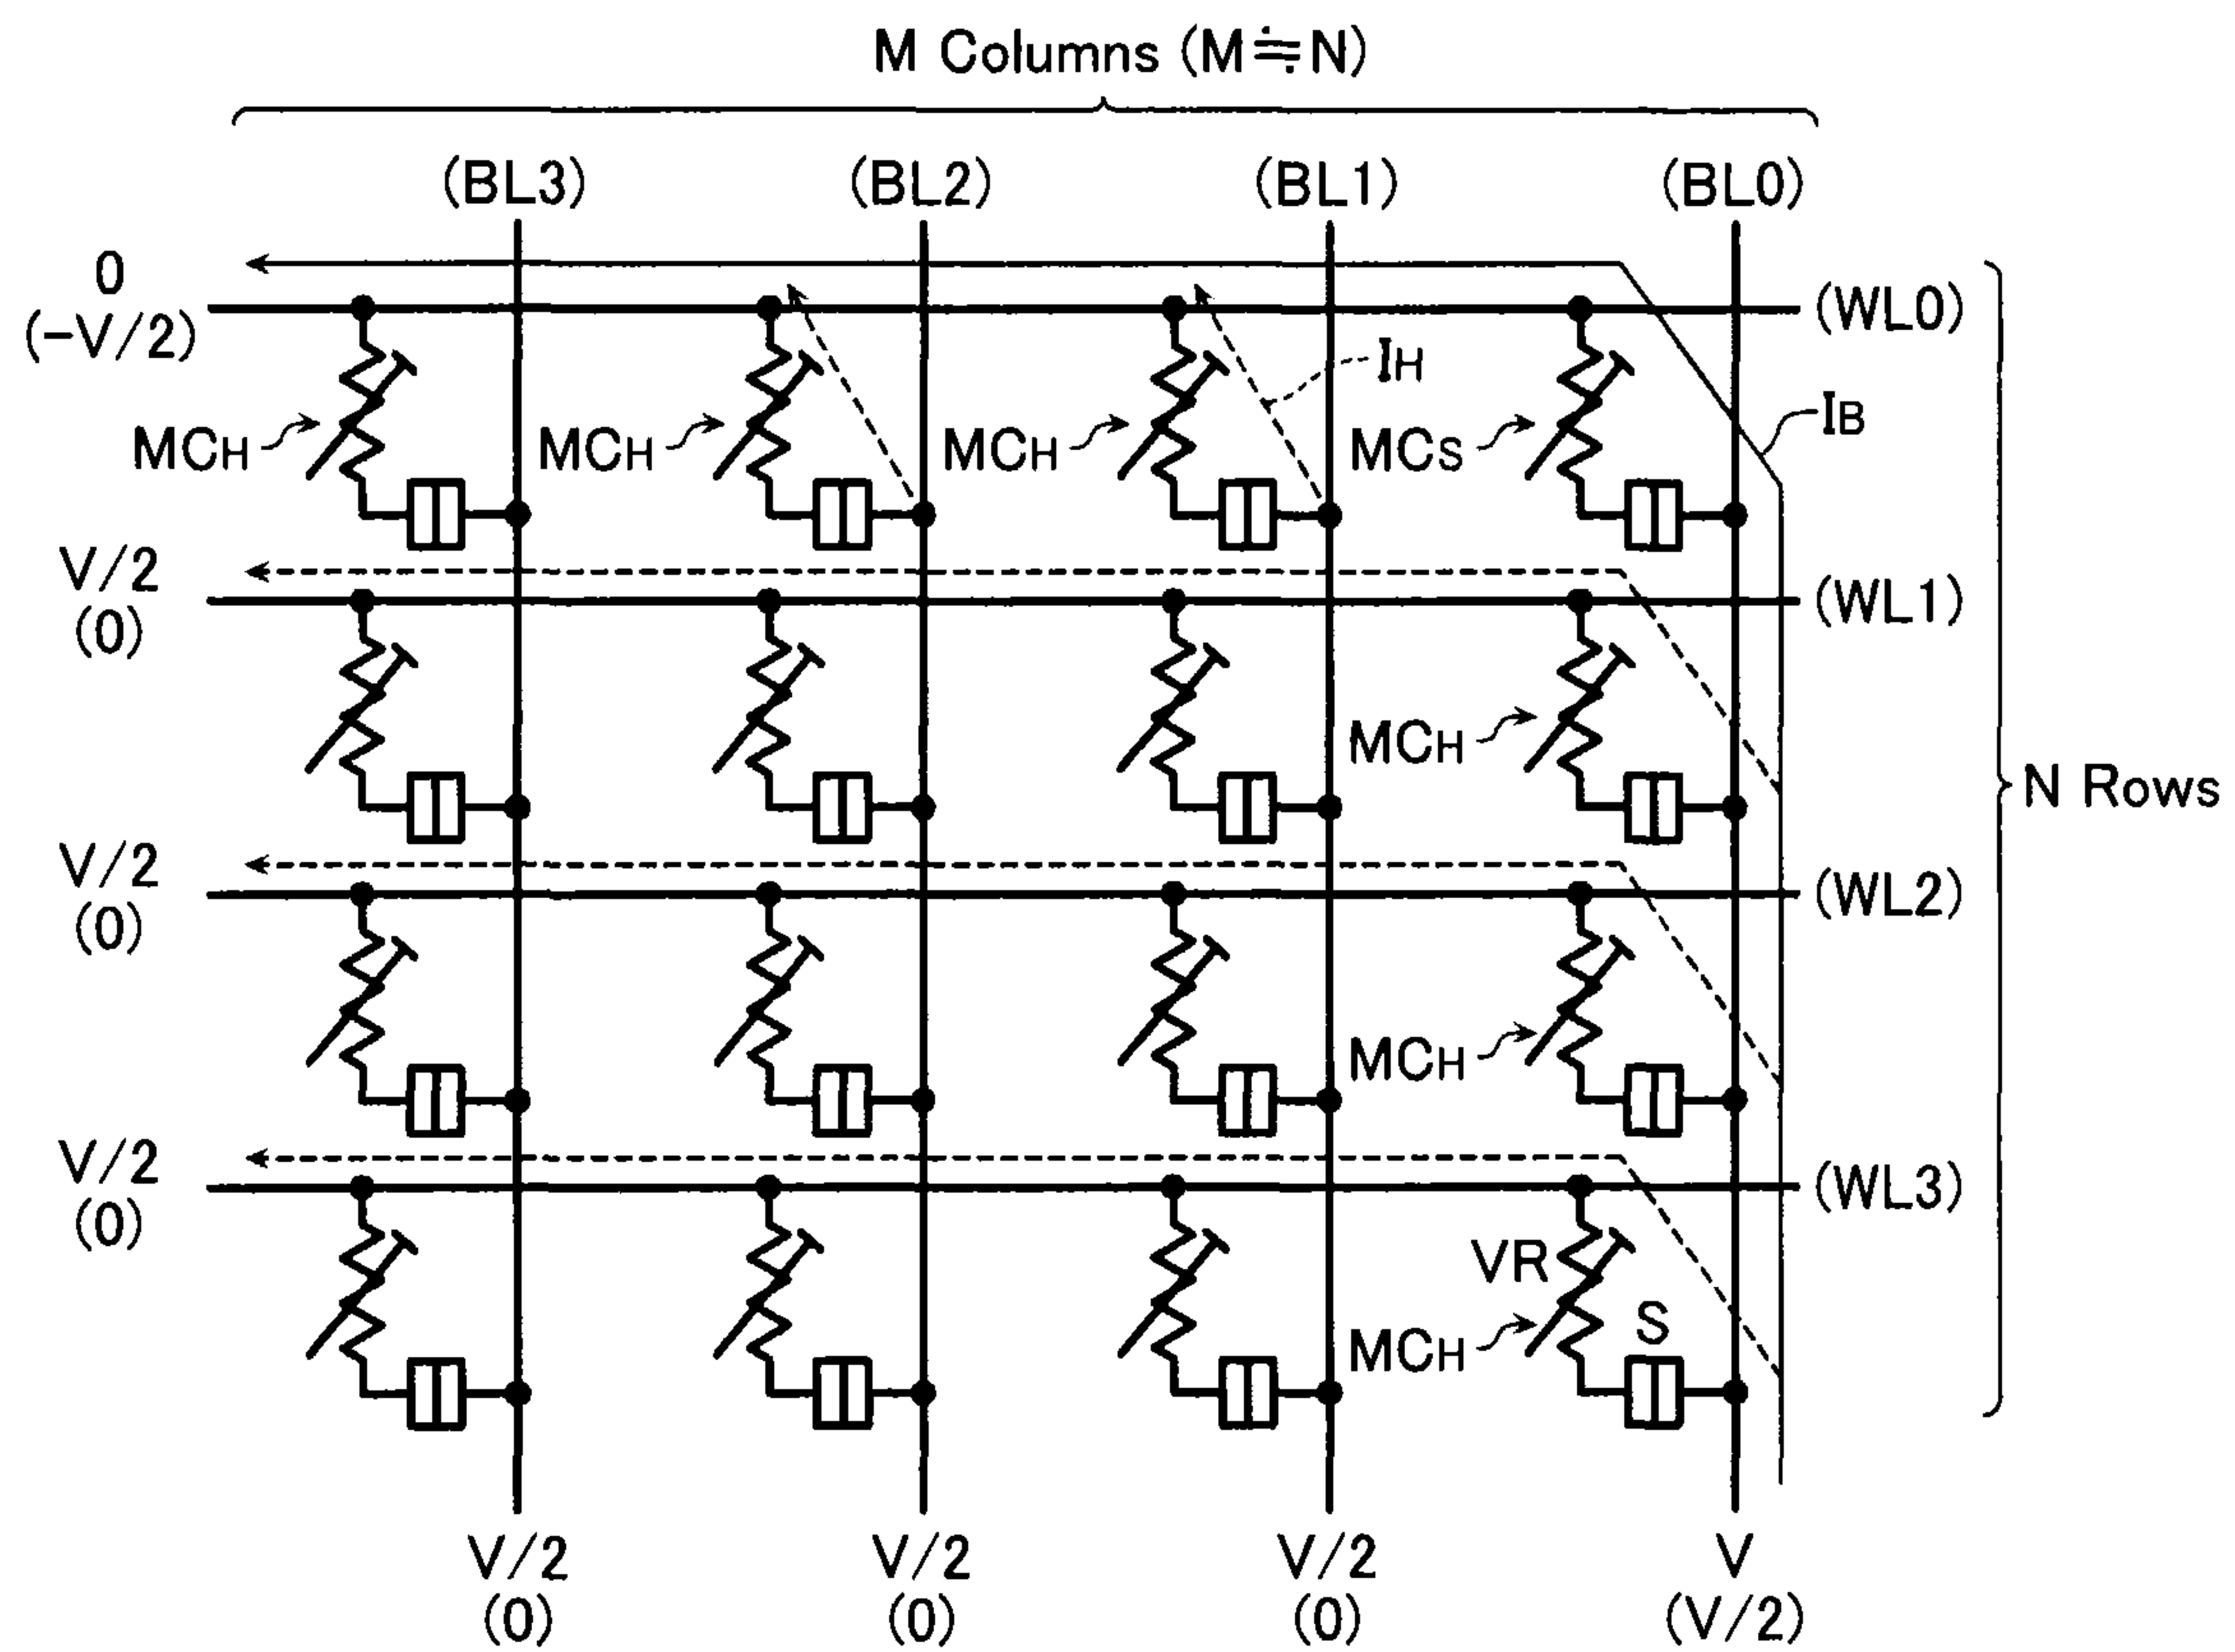 M Columns (M≒N)
(BL3) (BL2) (BL1) (BL0)
0
(-V/2)
(WL0)
IH
IB
MCH MCH MCH MCS
V/2
(0)
(WL1)
MCH
N Rows
V/2
(0)
(WL2)
MCH
V/2
(0)
(WL3)
VR
S
MCH
V/2 V/2 V/2 V
(0) (0) (0) (V/2)